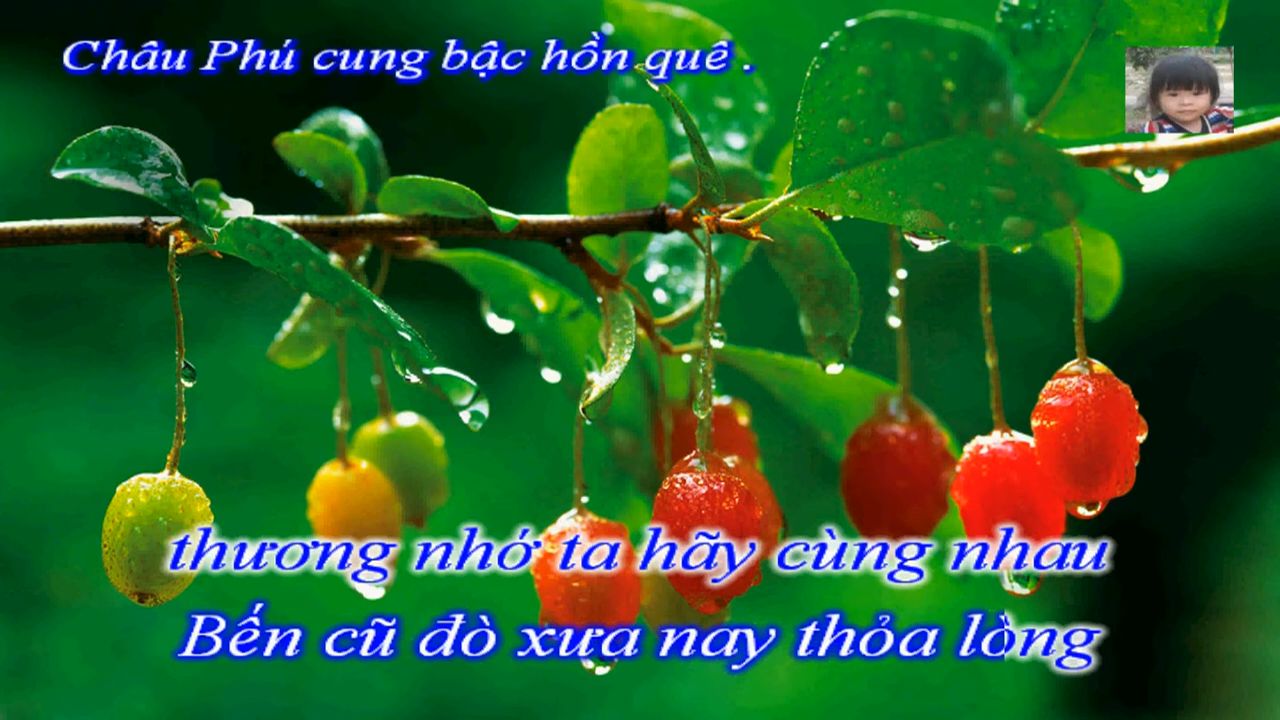 Châu Phú cung bậc hồn quê .
thương nhớ ta hãy cùng nhau
Bến cũ đò xưa nay thỏa lòng